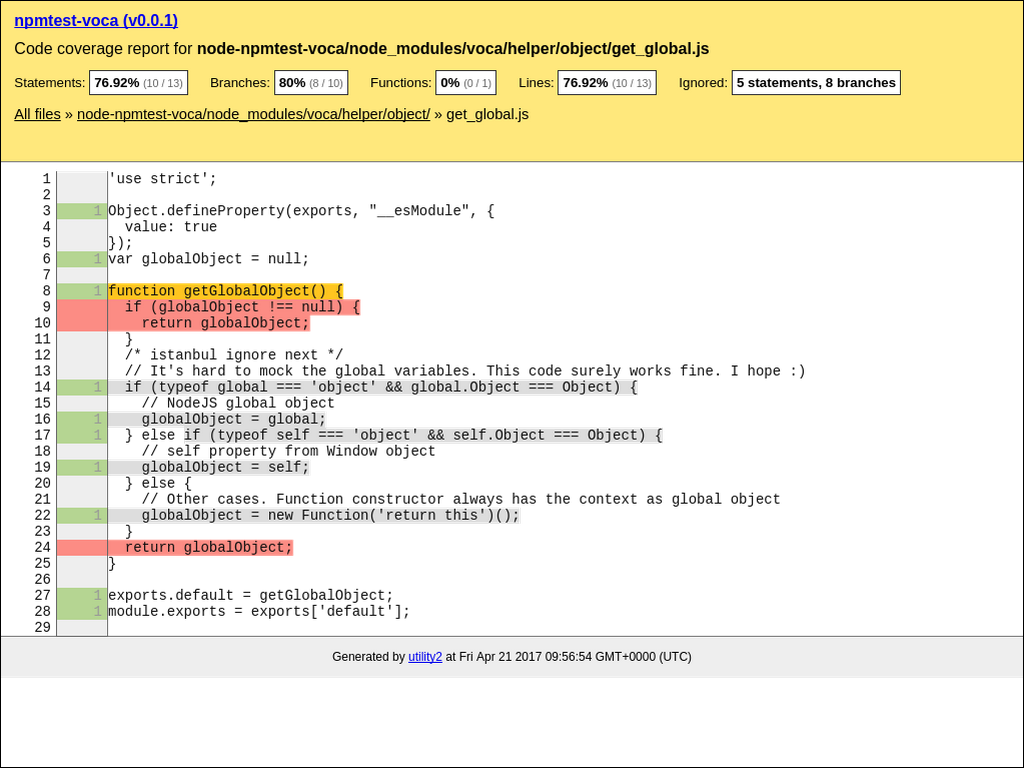 npmtest-voca (v0.0.1)
Code coverage report for node-npmtest-voca/node_modules/voca/helper/object/get_global.js
Statements: 76.92% (10 / 13) Branches: 80% (8 / 10) Functions: 0% (0 / 1) Lines: 76.92% (10 / 13) Ignored: 5 statements, 8 branches
All files » node-npmtest-voca/node_modules/voca/helper/object/ » get_global.js
1 'use strict';
2
3 1 Object.defineProperty(exports, "__esModule", {
4   value: true
5 });
6 1 var globalObject = null;
7
8 1 function getGlobalObject() {
9   if (globalObject !== null) {
10     return globalObject;
11   }
12   /* istanbul ignore next */
13   // It's hard to mock the global variables. This code surely works fine. I hope :)
14 1   if (typeof global === 'object' && global.Object === Object) {
15     // NodeJS global object
16 1     globalObject = global;
17 1   } else if (typeof self === 'object' && self.Object === Object) {
18     // self property from Window object
19 1     globalObject = self;
20   } else {
21     // Other cases. Function constructor always has the context as global object
22 1     globalObject = new Function('return this')();
23   }
24   return globalObject;
25 }
26
27 1 exports.default = getGlobalObject;
28 1 module.exports = exports['default'];
29
Generated by utility2 at Fri Apr 21 2017 09:56:54 GMT+0000 (UTC)